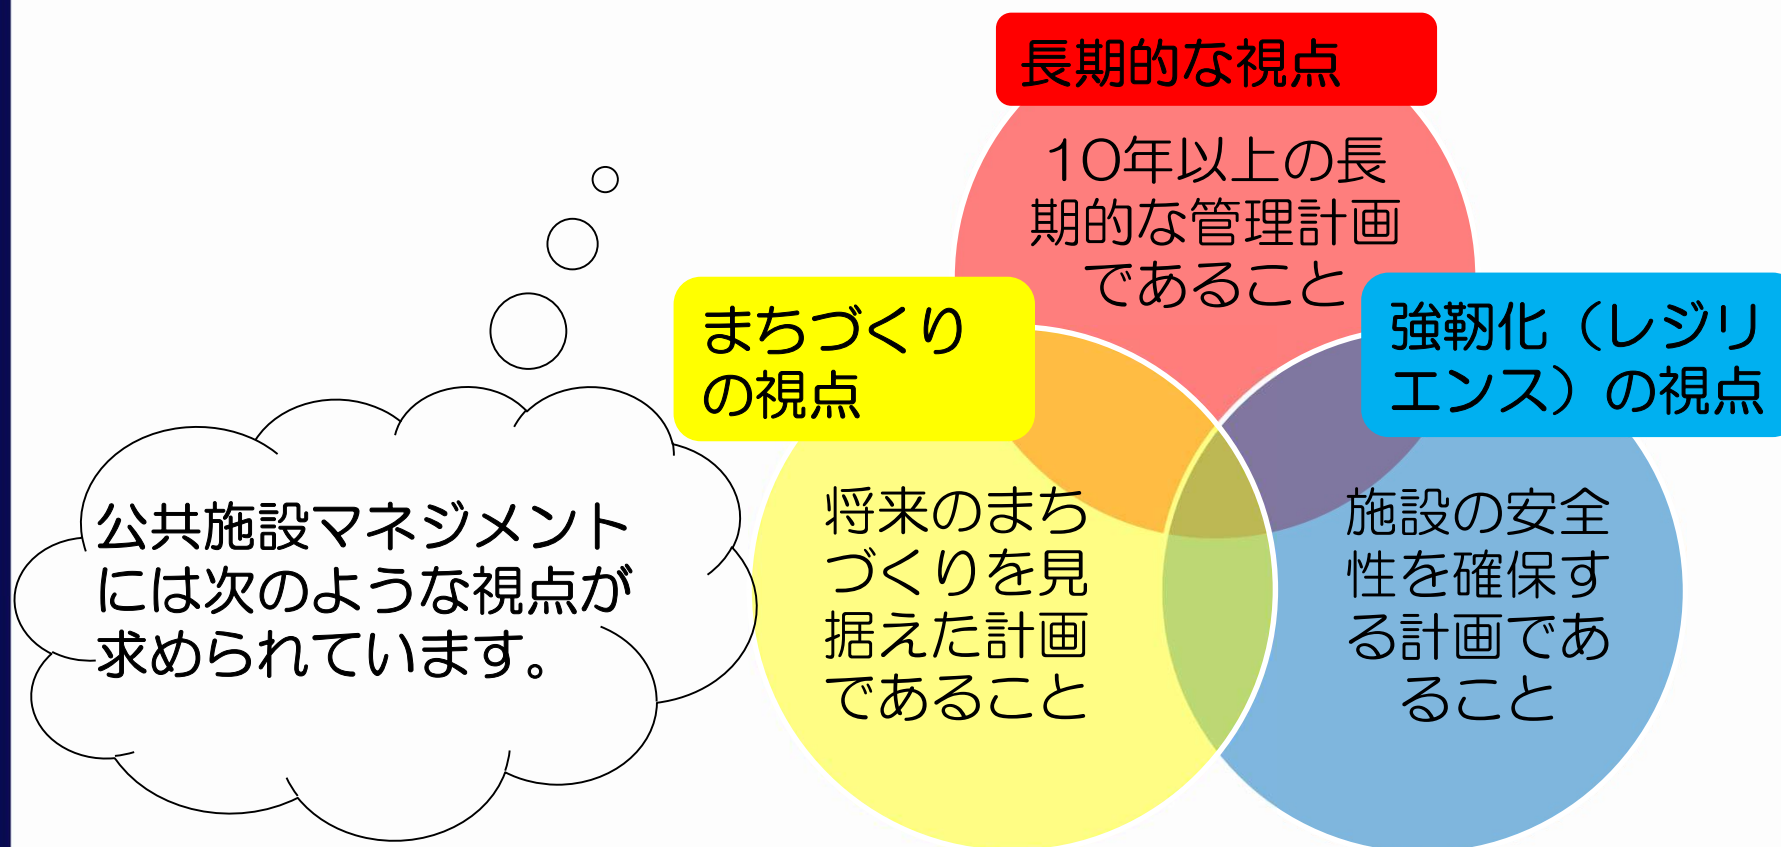 長期的な視点
10年以上の長
期的な管理計画
であること
まちづくり
の視点
将来のまち
づくりを見
据えた計画
であること
強靭化（レジリ
エンス）の視点
施設の安全
性を確保す
る計画であ
ること
公共施設マネジメント
には次のような視点が
求められています。